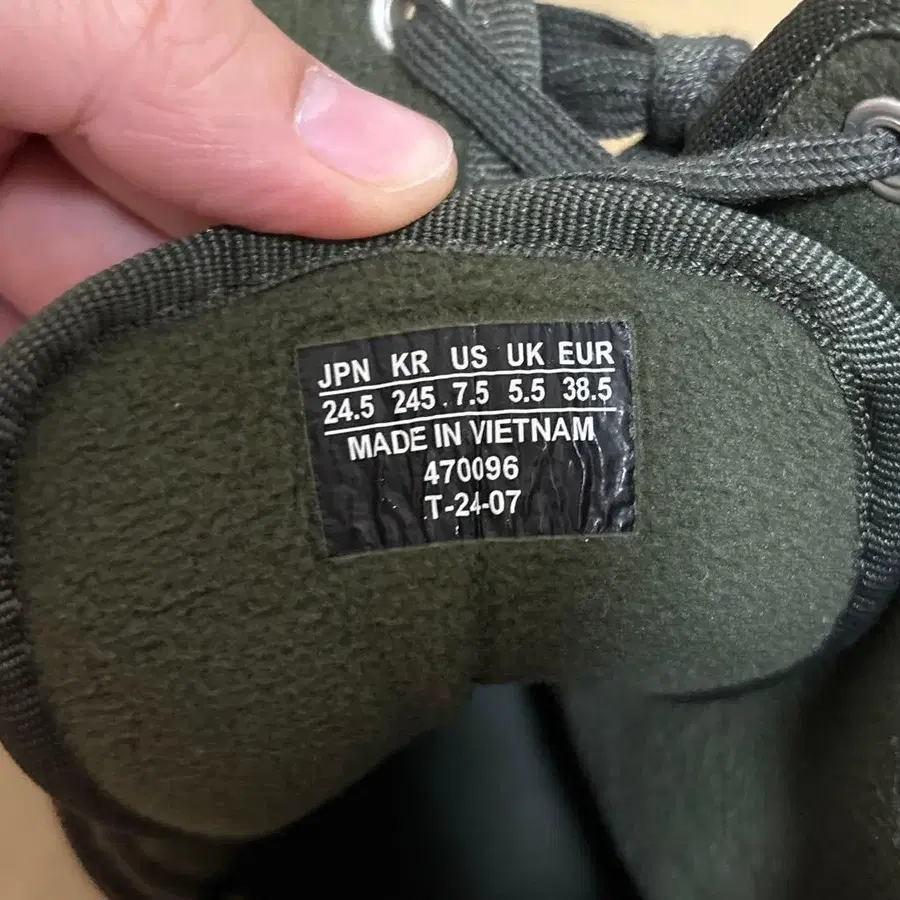 JPN KR US UK EUR
24.5 245 7.5 5.5 38.5
MADE IN VIETNAM
470096
T-24-07